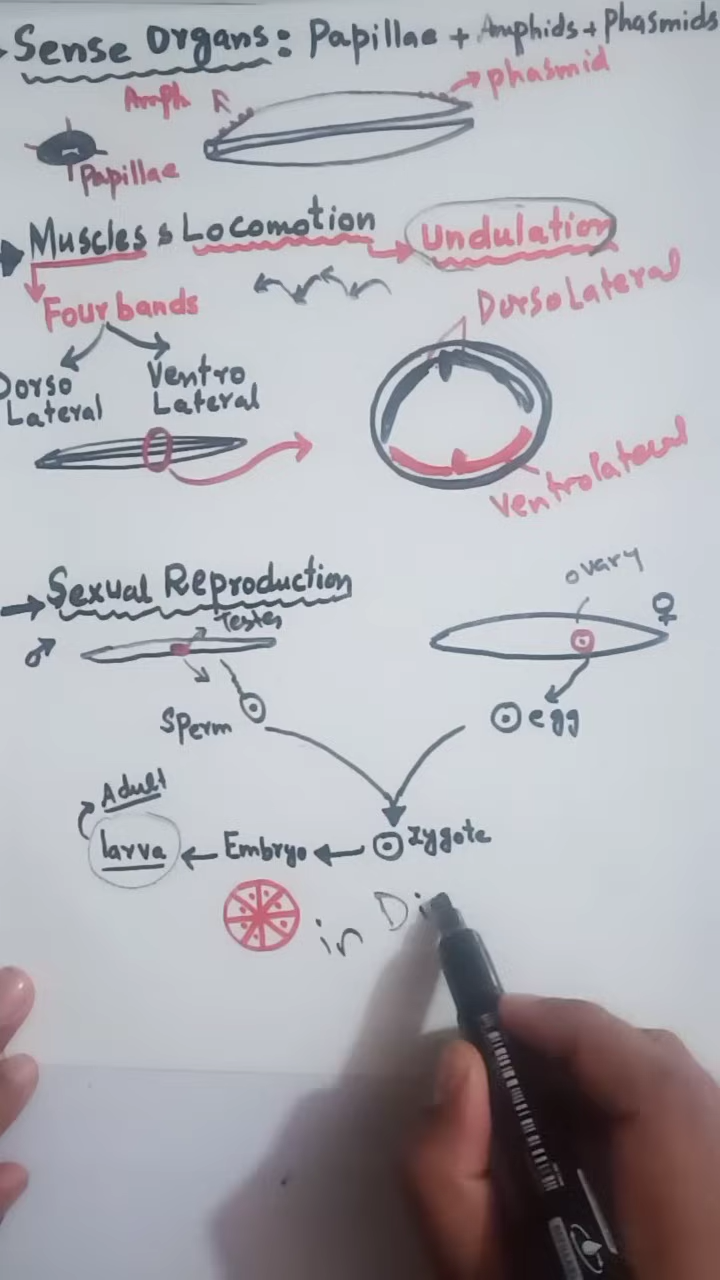 Sense Organs: Papillae + Amphids + Phasmids
Amph
phasmid
Papillae
Muscles & Locomotion
Undulation
Four bands
Dorso Lateral
Dorso
Lateral
Ventro
Lateral
Ventrolateral
Sexual Reproduction
ovary
Testes
♀
♂
Sperm
egg
Adult
larva
Embryo
Zygote
in Di